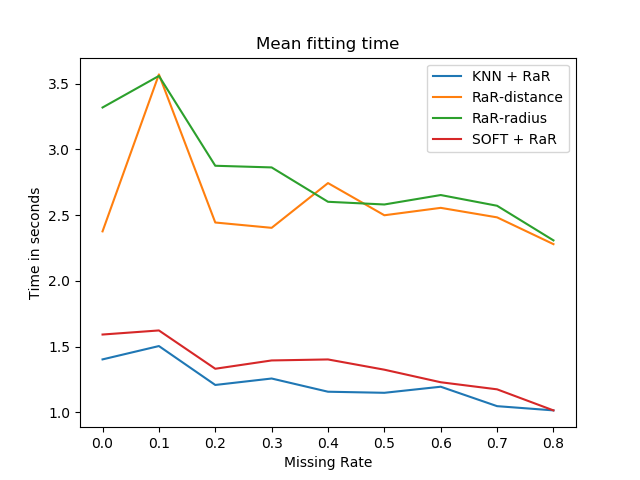 Mean fitting time
KNN + RaR
RaR-distance
RaR-radius
SOFT + RaR
Time in seconds
3.5
3.0
2.5
2.0
1.5
1.0
0.0 0.1 0.2 0.3 0.4 0.5 0.6 0.7 0.8
Missing Rate